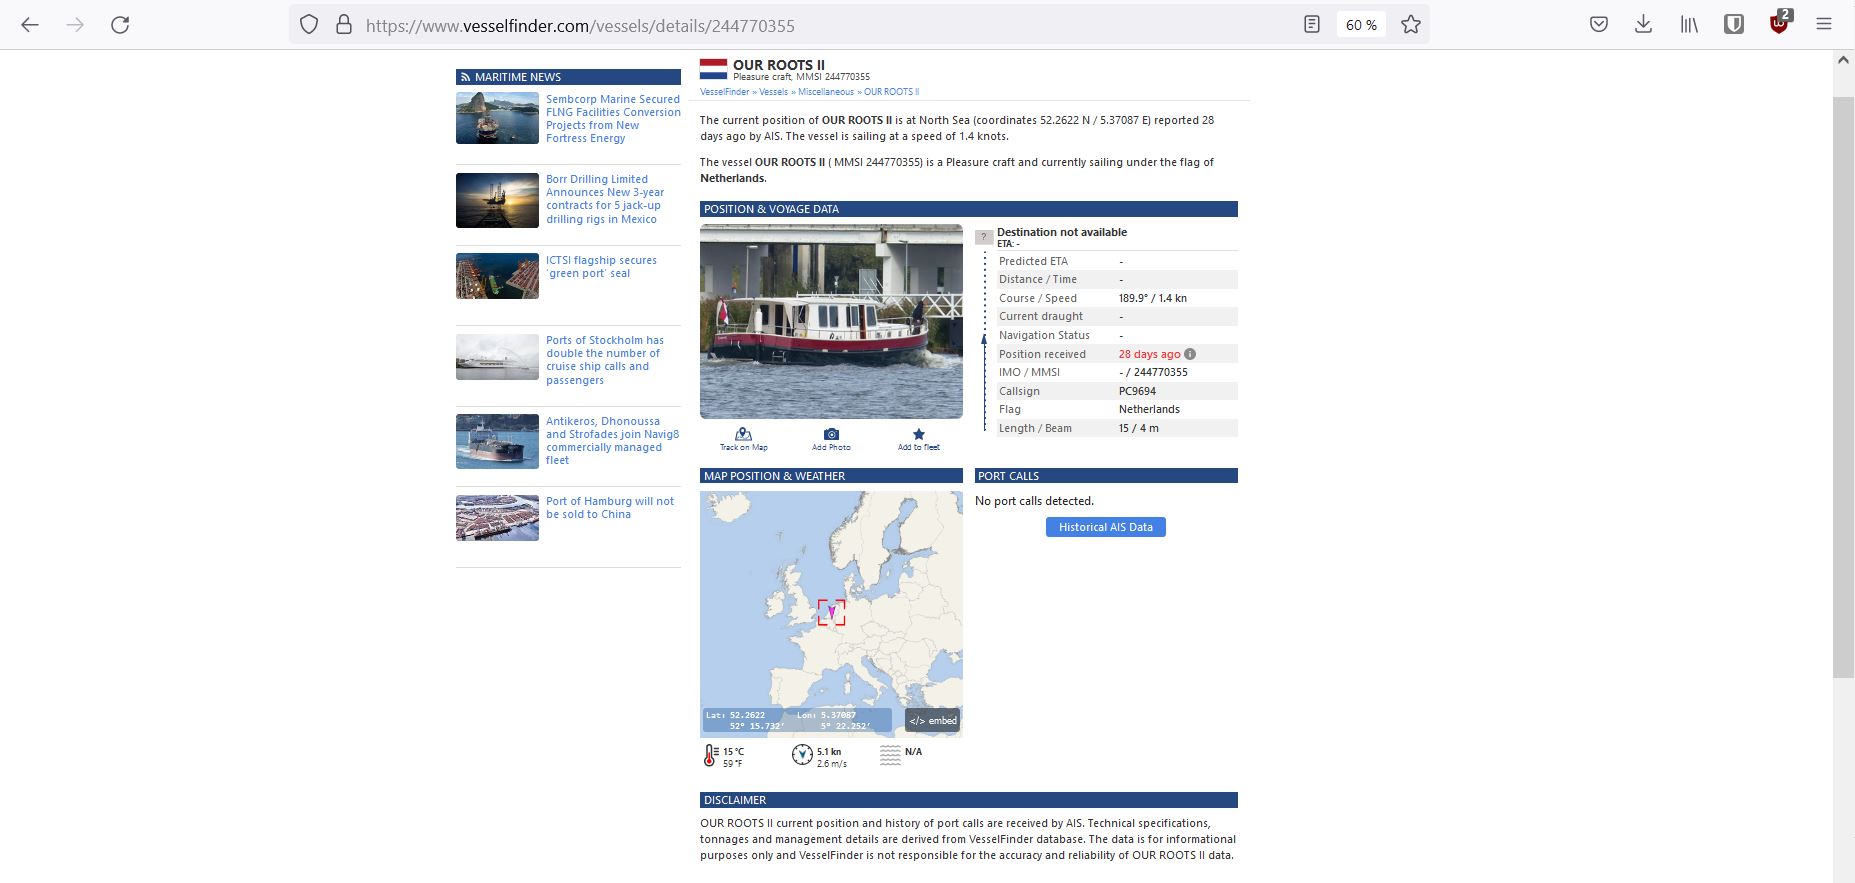 https://www.vesselfinder.com/vessels/details/244770355
60 %
2
MARITIME NEWS
Sembcorp Marine Secured
FLNG Facilities Conversion
Projects from New
Fortress Energy
Borr Drilling Limited
Announces New 3-year
contracts for 5 jack-up
drilling rigs in Mexico
ICTSI flagship secures
'green port' seal
Ports of Stockholm has
double the number of
cruise ship calls and
passengers
Antikeros, Dhonoussa
and Strofades join Navig8
commercially managed
fleet
Port of Hamburg will not
be sold to China
OUR ROOTS II
Pleasure craft, MMSI 244770355
VesselFinder » Vessels » Miscellaneous » OUR ROOTS II
The current position of OUR ROOTS II is at North Sea (coordinates 52.2622 N / 5.37087 E) reported 28
days ago by AIS. The vessel is sailing at a speed of 1.4 knots.
The vessel OUR ROOTS II ( MMSI 244770355) is a Pleasure craft and currently sailing under the flag of
Netherlands.
POSITION & VOYAGE DATA
Track on Map
Add Photo
Add to fleet
?
Destination not available
ETA: -
Predicted ETA -
Distance / Time -
Course / Speed 189.9° / 1.4 kn
Current draught -
Navigation Status -
Position received 28 days ago i
IMO / MMSI - / 244770355
Callsign PC9694
Flag Netherlands
Length / Beam 15 / 4 m
MAP POSITION & WEATHER
Lat: 52.2622 Lon: 5.37087
52° 15.732' 5° 22.252'
</> embed
15 °C
59 °F
5.1 kn
2.6 m/s
N/A
PORT CALLS
No port calls detected.
Historical AIS Data
DISCLAIMER
OUR ROOTS II current position and history of port calls are received by AIS. Technical specifications,
tonnages and management details are derived from VesselFinder database. The data is for informational
purposes only and VesselFinder is not responsible for the accuracy and reliability of OUR ROOTS II data.